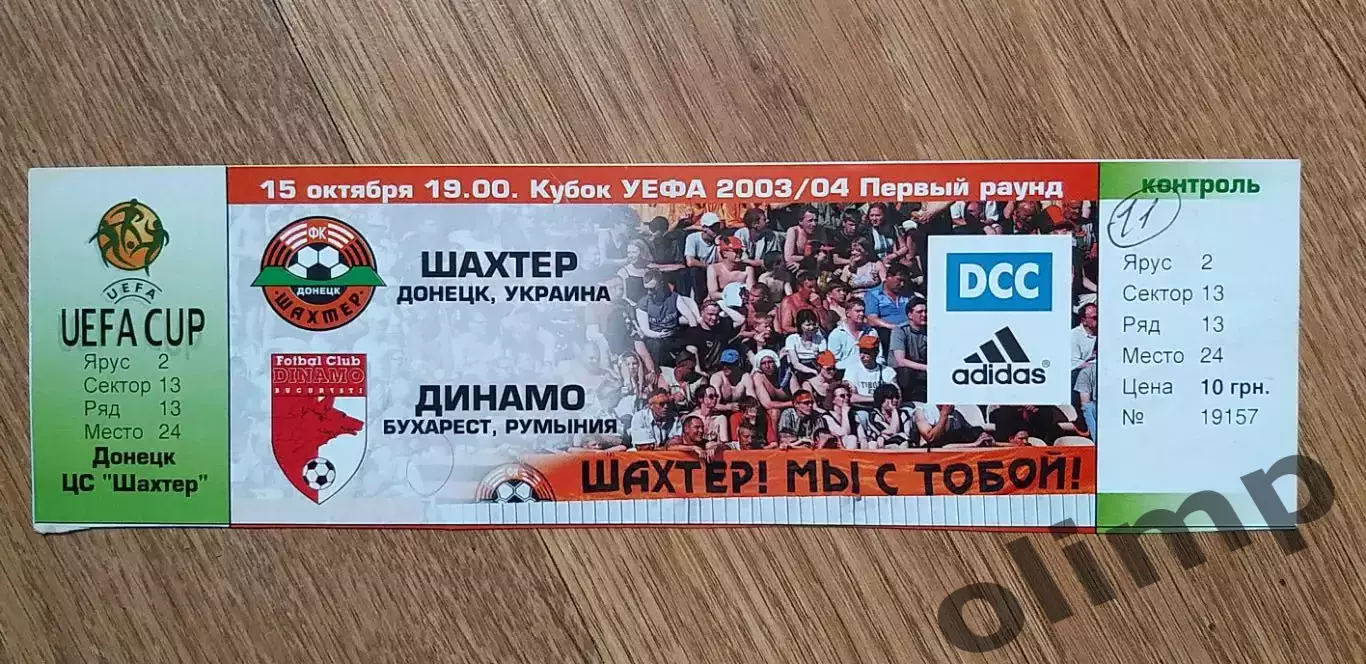 15 октября 19.00. Кубок УЕФА 2003/04 Первый раунд
UEFA
UEFA CUP
Ярус 2
Сектор 13
Ряд 13
Место 24
Донецк
ЦС "Шахтер"
ФК
ДОНЕЦК
ШАХТЕР
ШАХТЕР
ДОНЕЦК, УКРАИНА
Fotbal Club
DINAMO
BUCURESTI
ДИНАМО
БУХАРЕСТ, РУМЫНИЯ
DCC
adidas®
ШАХТЕР! МЫ С ТОБОЙ!
контроль
11
Ярус 2
Сектор 13
Ряд 13
Место 24
Цена 10 грн.
№ 19157
olimp